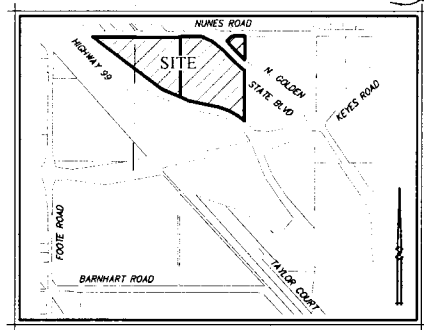 NUNES ROAD
HIGHWAY 99
SITE
N. GOLDEN
STATE BLVD
KEYES ROAD
FOOTE ROAD
BARNHART ROAD
TAYLOR COURT